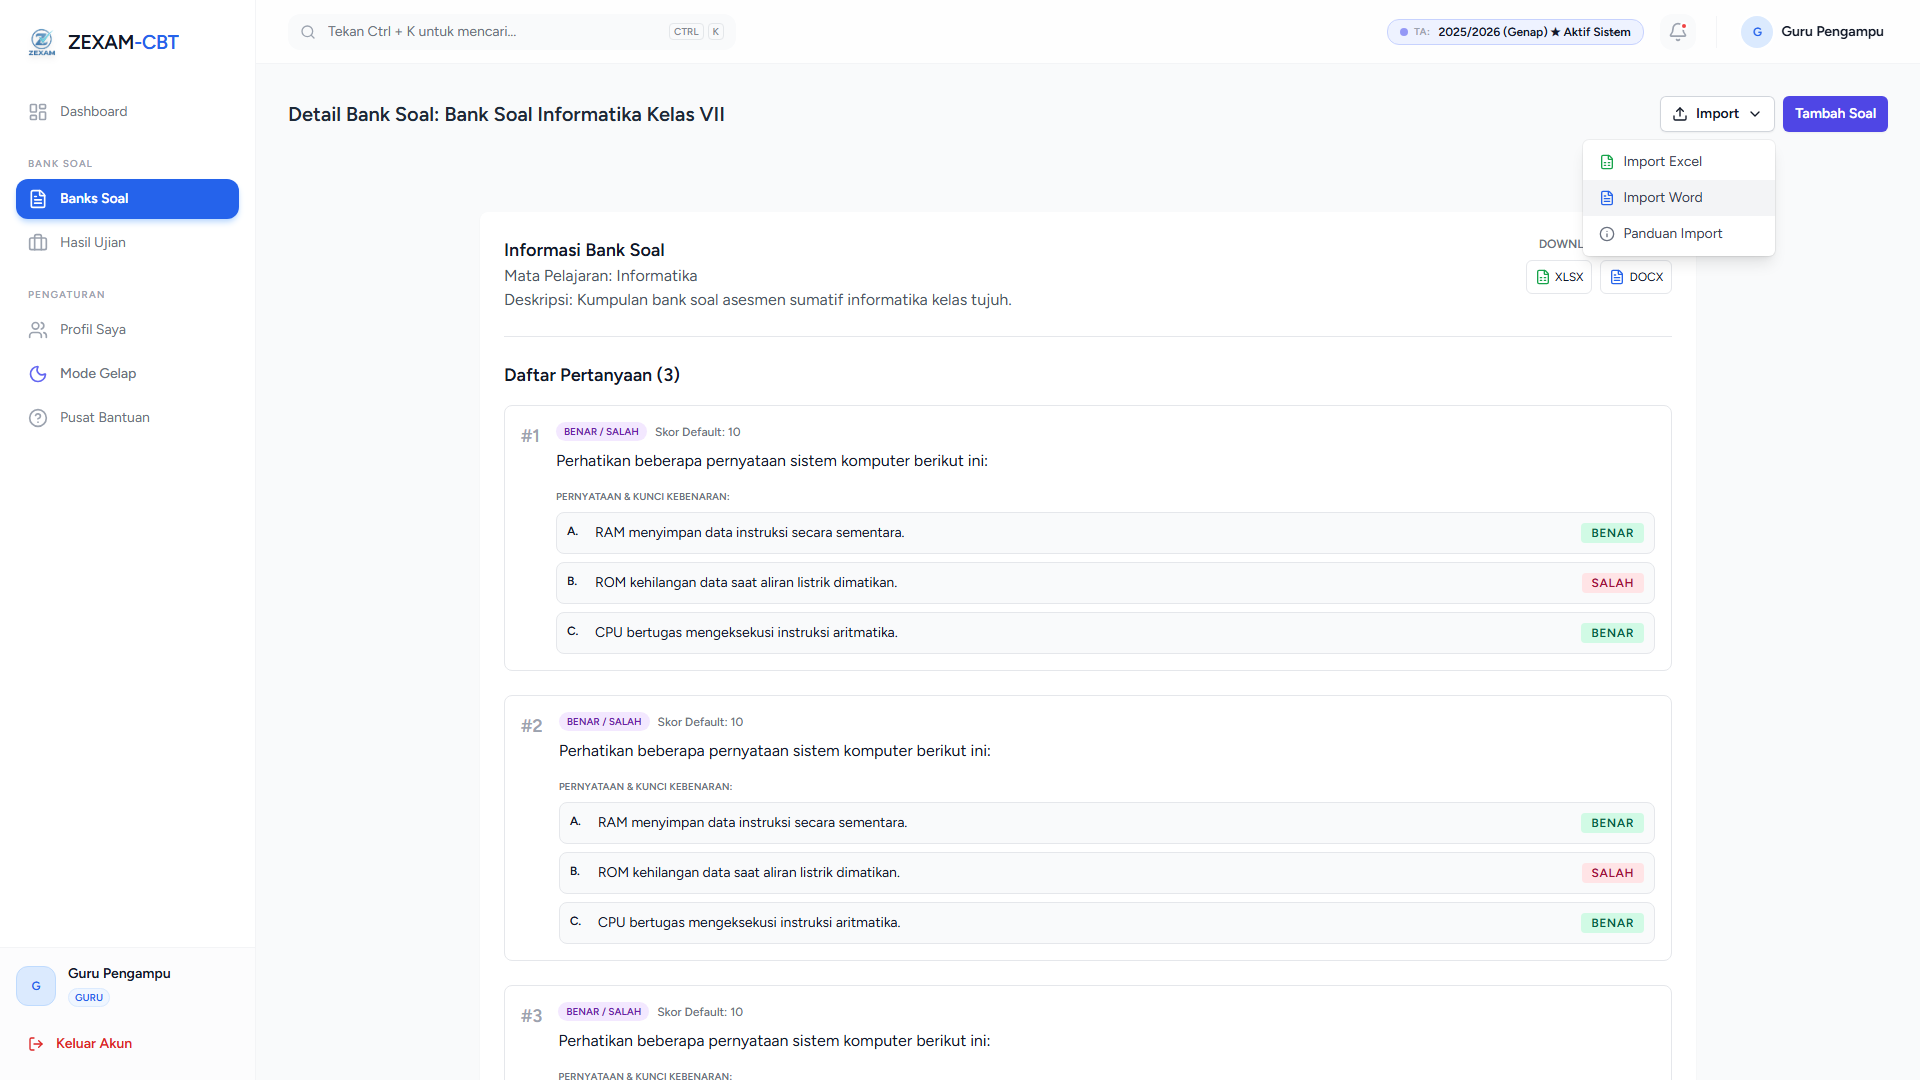 ZEXAM
ZEXAM-CBT
Tekan Ctrl + K untuk mencari...
CTRL
K
TA: 2025/2026 (Genap) ★ Aktif Sistem
G
Guru Pengampu
Dashboard
BANK SOAL
Banks Soal
Hasil Ujian
PENGATURAN
Profil Saya
Mode Gelap
Pusat Bantuan
G
Guru Pengampu
GURU
Keluar Akun
Detail Bank Soal: Bank Soal Informatika Kelas VII
Import
Tambah Soal
Import Excel
Import Word
Panduan Import
Informasi Bank Soal
Mata Pelajaran: Informatika
Deskripsi: Kumpulan bank soal asesmen sumatif informatika kelas tujuh.
DOWNL
XLSX
DOCX
Daftar Pertanyaan (3)
#1
BENAR / SALAH
Skor Default: 10
Perhatikan beberapa pernyataan sistem komputer berikut ini:
PERNYATAAN & KUNCI KEBENARAN:
A. RAM menyimpan data instruksi secara sementara. BENAR
B. ROM kehilangan data saat aliran listrik dimatikan. SALAH
C. CPU bertugas mengeksekusi instruksi aritmatika. BENAR
#2
BENAR / SALAH
Skor Default: 10
Perhatikan beberapa pernyataan sistem komputer berikut ini:
PERNYATAAN & KUNCI KEBENARAN:
A. RAM menyimpan data instruksi secara sementara. BENAR
B. ROM kehilangan data saat aliran listrik dimatikan. SALAH
C. CPU bertugas mengeksekusi instruksi aritmatika. BENAR
#3
BENAR / SALAH
Skor Default: 10
Perhatikan beberapa pernyataan sistem komputer berikut ini:
PERNYATAAN & KUNCI KEBENARAN: